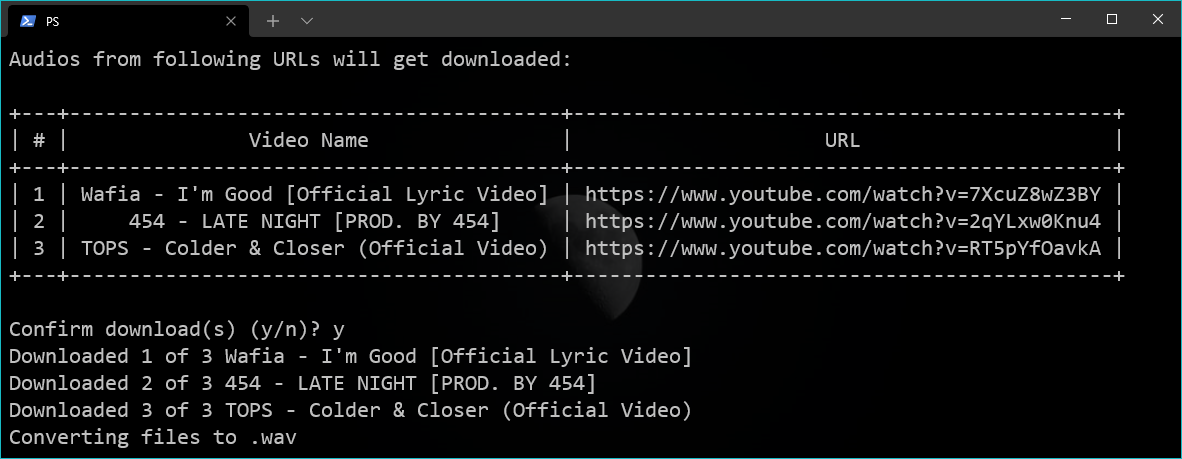 PS
Audios from following URLs will get downloaded:
+---+-----------------------------------------+---------------------------------------------+
| # |               Video Name                |                     URL                     |
+---+-----------------------------------------+---------------------------------------------+
| 1 | Wafia - I'm Good [Official Lyric Video] | https://www.youtube.com/watch?v=7XcuZ8wZ3BY |
| 2 |     454 - LATE NIGHT [PROD. BY 454]     | https://www.youtube.com/watch?v=2qYLxw0Knu4 |
| 3 | TOPS - Colder & Closer (Official Video) | https://www.youtube.com/watch?v=RT5pYfOavkA |
+---+-----------------------------------------+---------------------------------------------+
Confirm download(s) (y/n)? y
Downloaded 1 of 3 Wafia - I'm Good [Official Lyric Video]
Downloaded 2 of 3 454 - LATE NIGHT [PROD. BY 454]
Downloaded 3 of 3 TOPS - Colder & Closer (Official Video)
Converting files to .wav